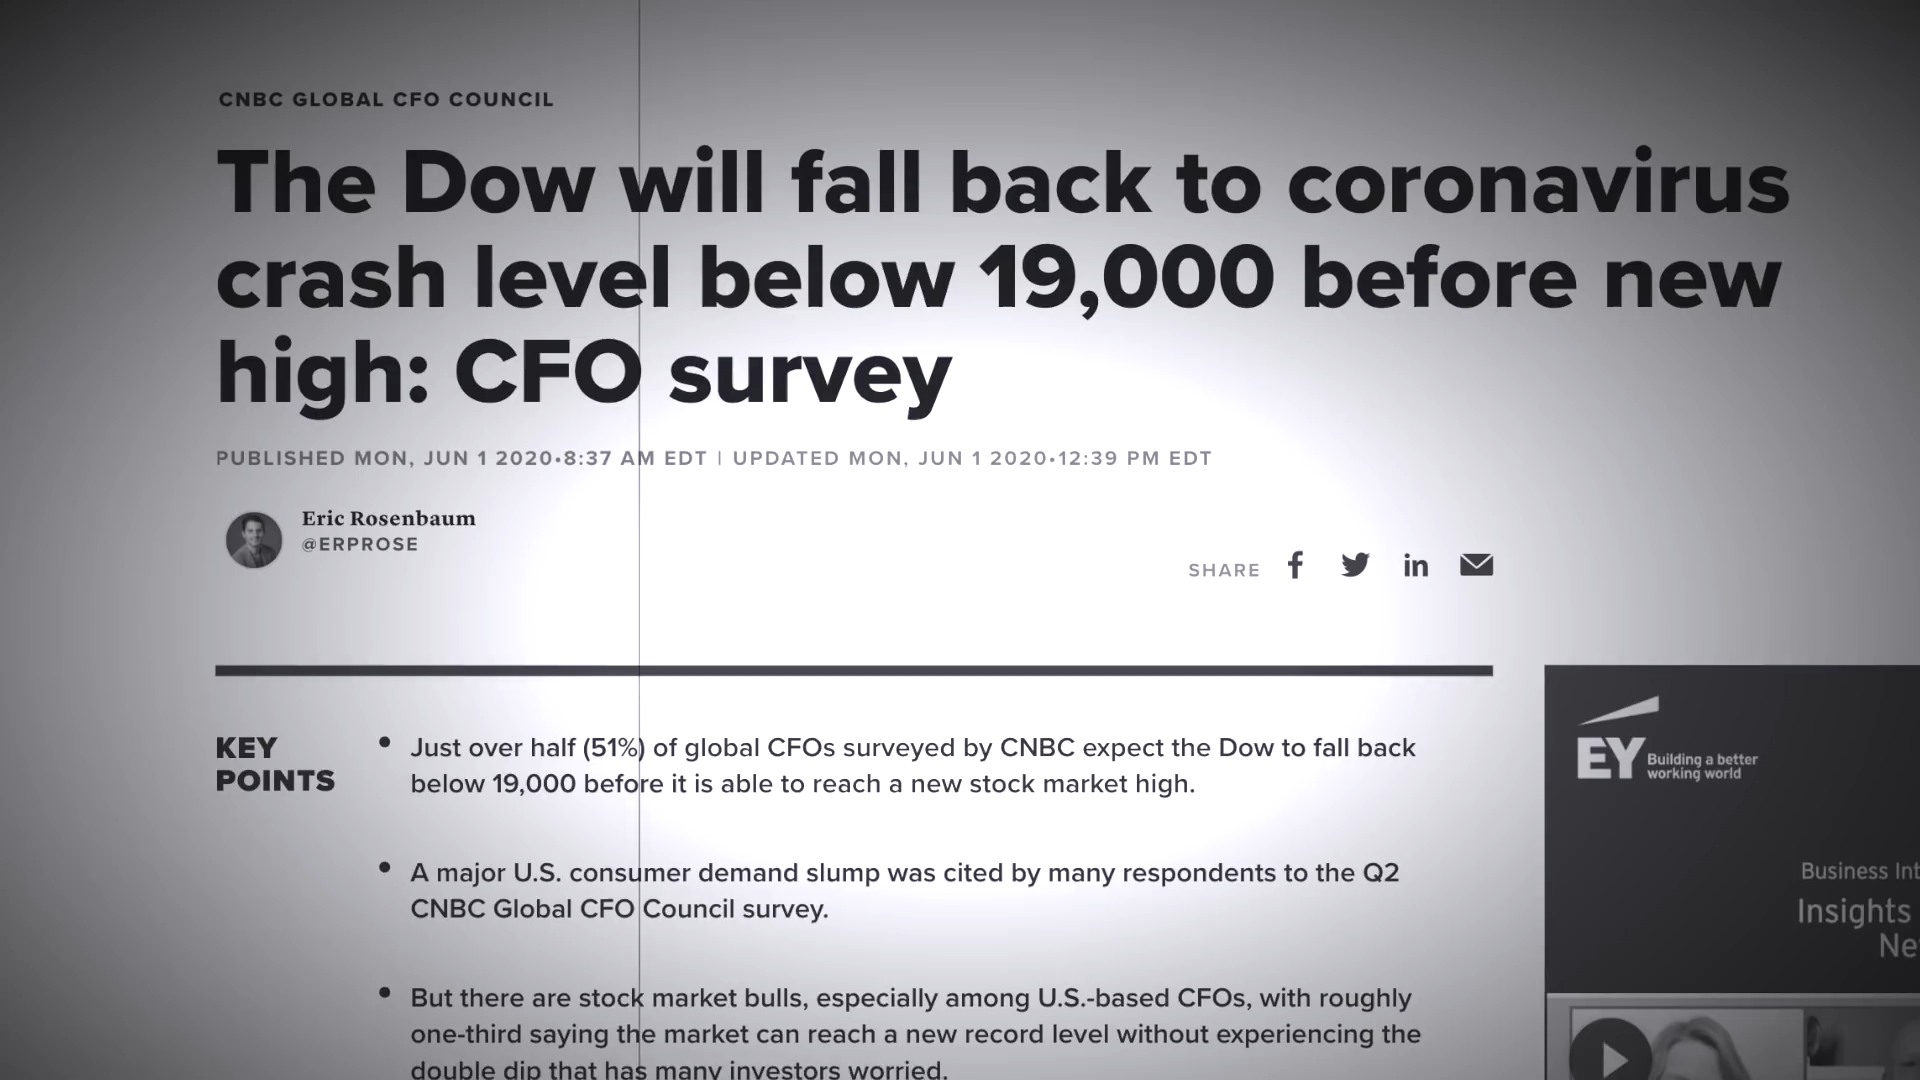 CNBC GLOBAL CFO COUNCIL
The Dow will fall back to coronavirus
crash level below 19,000 before new
high: CFO survey
PUBLISHED MON, JUN 1 2020•8:37 AM EDT | UPDATED MON, JUN 1 2020•12:39 PM EDT
Eric Rosenbaum
@ERPROSE
SHARE
KEY
POINTS
• Just over half (51%) of global CFOs surveyed by CNBC expect the Dow to fall back
below 19,000 before it is able to reach a new stock market high.
• A major U.S. consumer demand slump was cited by many respondents to the Q2
CNBC Global CFO Council survey.
• But there are stock market bulls, especially among U.S.-based CFOs, with roughly
one-third saying the market can reach a new record level without experiencing the
double dip that has many investors worried.
EY
Building a better
working world
Business Int
Insights
Ne